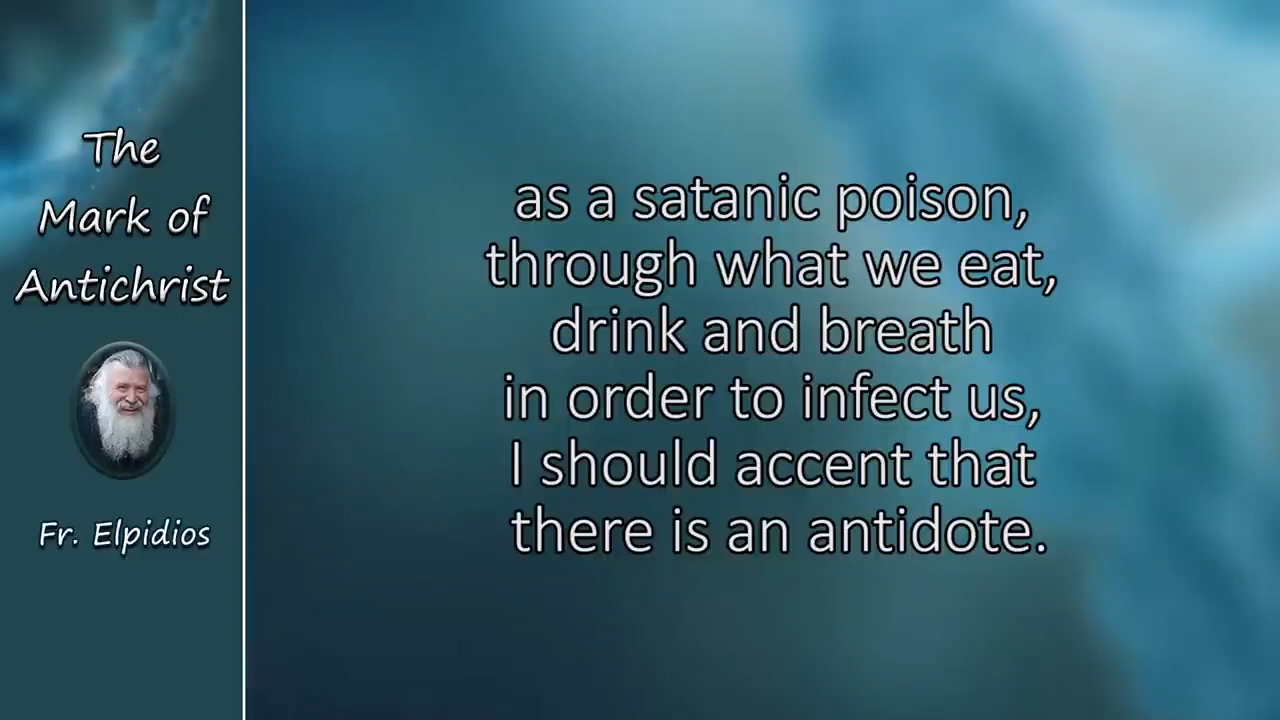 The
Mark of
Antichrist
Fr. Elpidios
as a satanic poison,
through what we eat,
drink and breath
in order to infect us,
I should accent that
there is an antidote.